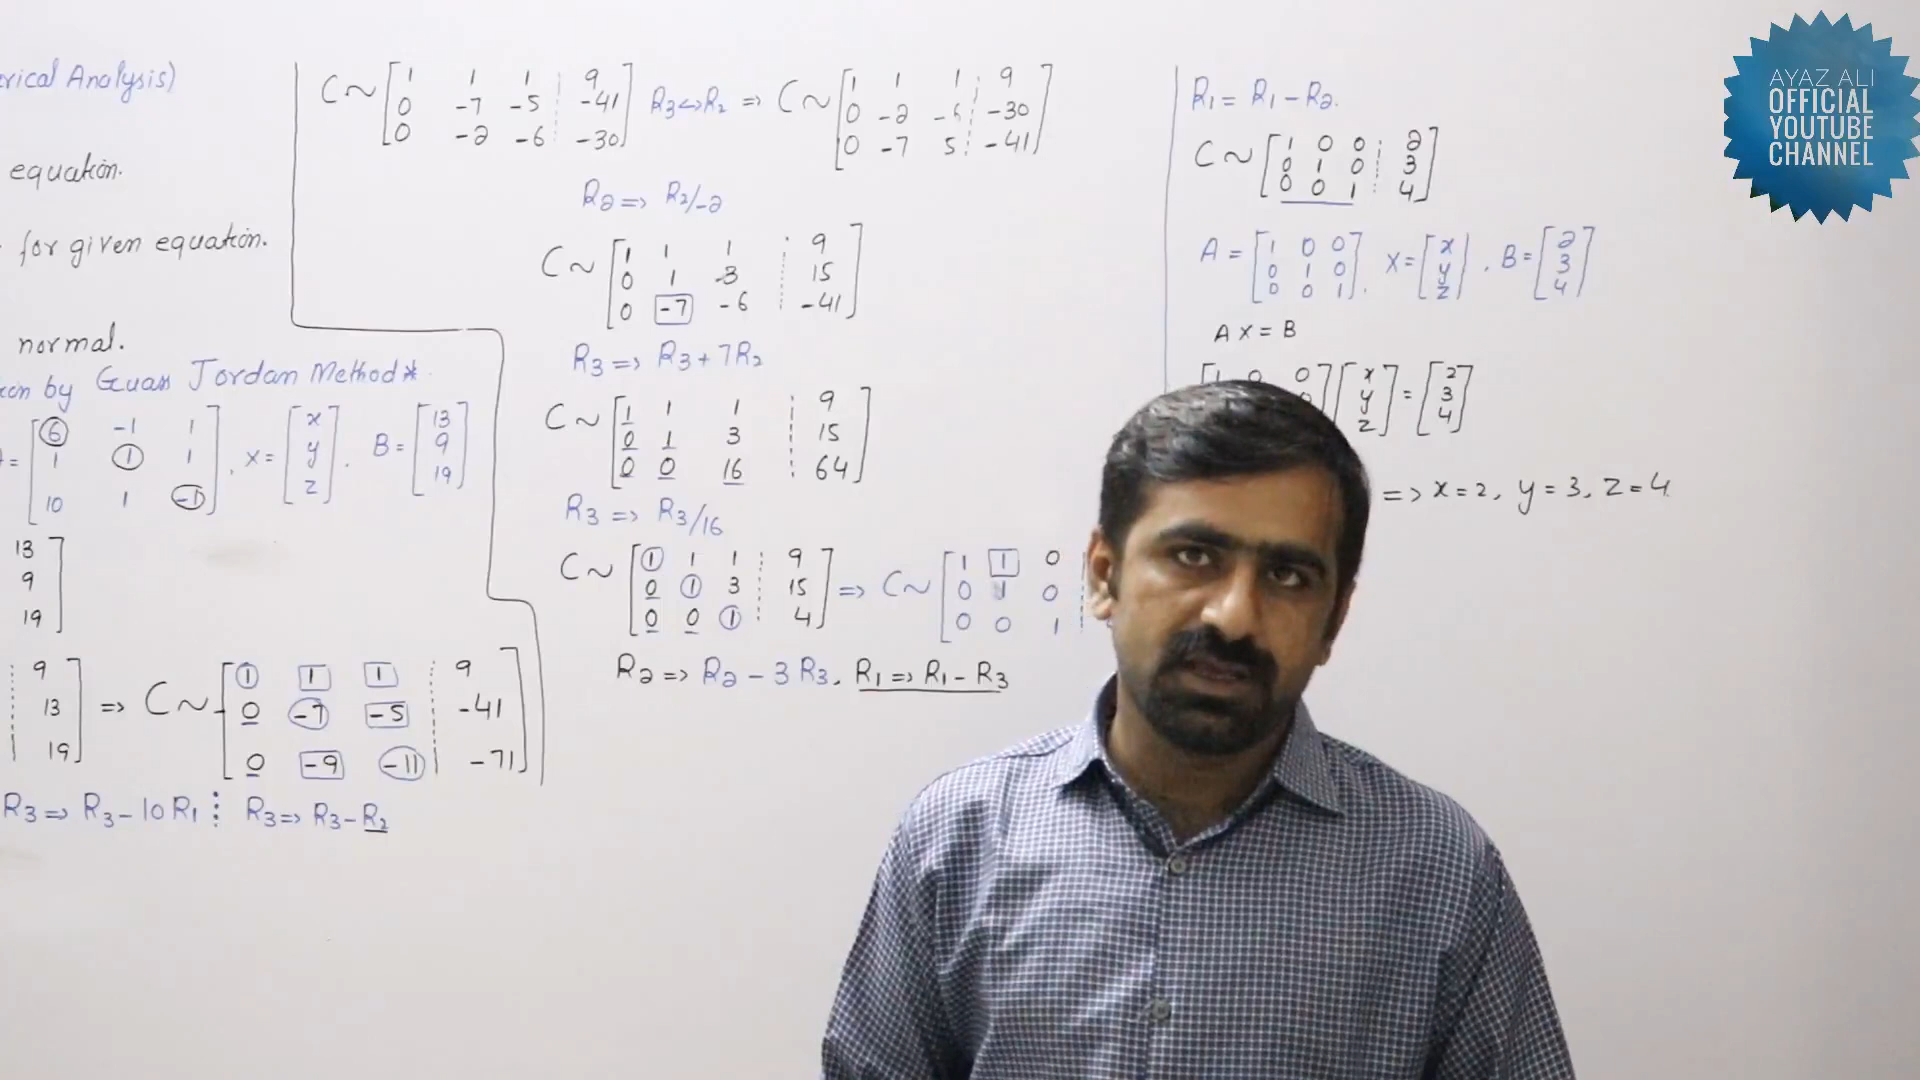 rical Analysis)
equation.
for given equation.
normal.
by Guass Jordan Method*
= [6 -1 1
1 1 1
10 1 -1], X= [x
y
z], B= [13
9
19]
13
9
19]
9
13
19] => C~ [1 1 1 9
0 -7 -5 -41
0 -9 -11 -71]
R3 => R3-10R1 ⋮ R3 => R3-R2
C~ [1 1 1 9
0 -7 -5 -41
0 -2 -6 -30] R3<->R2 => C~ [1 1 1 9
0 -2 -6 -30
0 -7 5 -41]
R2 => R2/-2
C~ [1 1 1 9
0 1 3 15
0 -7 -6 -41]
R3 => R3+7R2
C~ [1 1 1 9
0 1 3 15
0 0 16 64]
R3 => R3/16
C~ [1 1 1 9
0 1 3 15
0 0 1 4] => C~ [1 1 0
0 1 0
0 0 1
R2 => R2-3R3, R1 => R1-R3
R1 = R1-R2.
C~ [1 0 0 2
0 1 0 3
0 0 1 4]
A = [1 0 0
0 1 0
0 0 1], X= [x
y
z], B= [2
3
4]
AX = B
[1 0 0] [x
y
z] = [2
3
4]
=> x=2, y=3, z=4
AYAZ ALI
OFFICIAL
YOUTUBE
CHANNEL